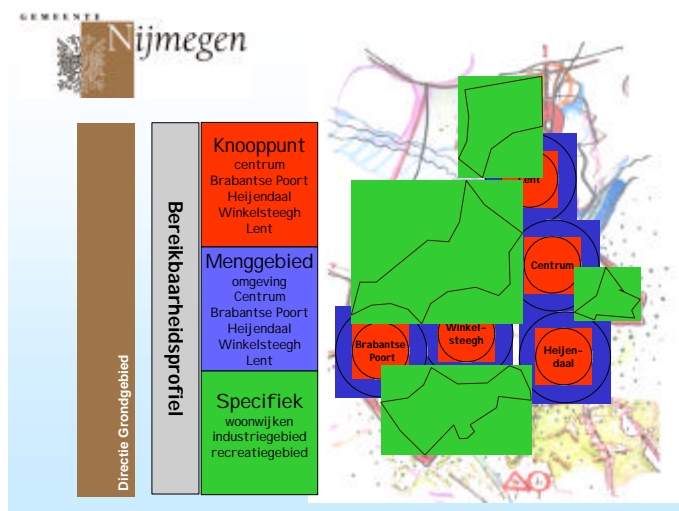 GEMEENTE
Nijmegen
Directie Grondgebied
Bereikbaarheidsprofiel
Knooppunt
centrum
Brabantse Poort
Heijendaal
Winkelsteegh
Lent
Menggebied
omgeving
Centrum
Brabantse Poort
Heijendaal
Winkelsteegh
Lent
Specifiek
woonwijken
industriegebied
recreatiegebied
Lent
Centrum
Winkel-
steegh
Brabantse
Poort
Heijen-
daal